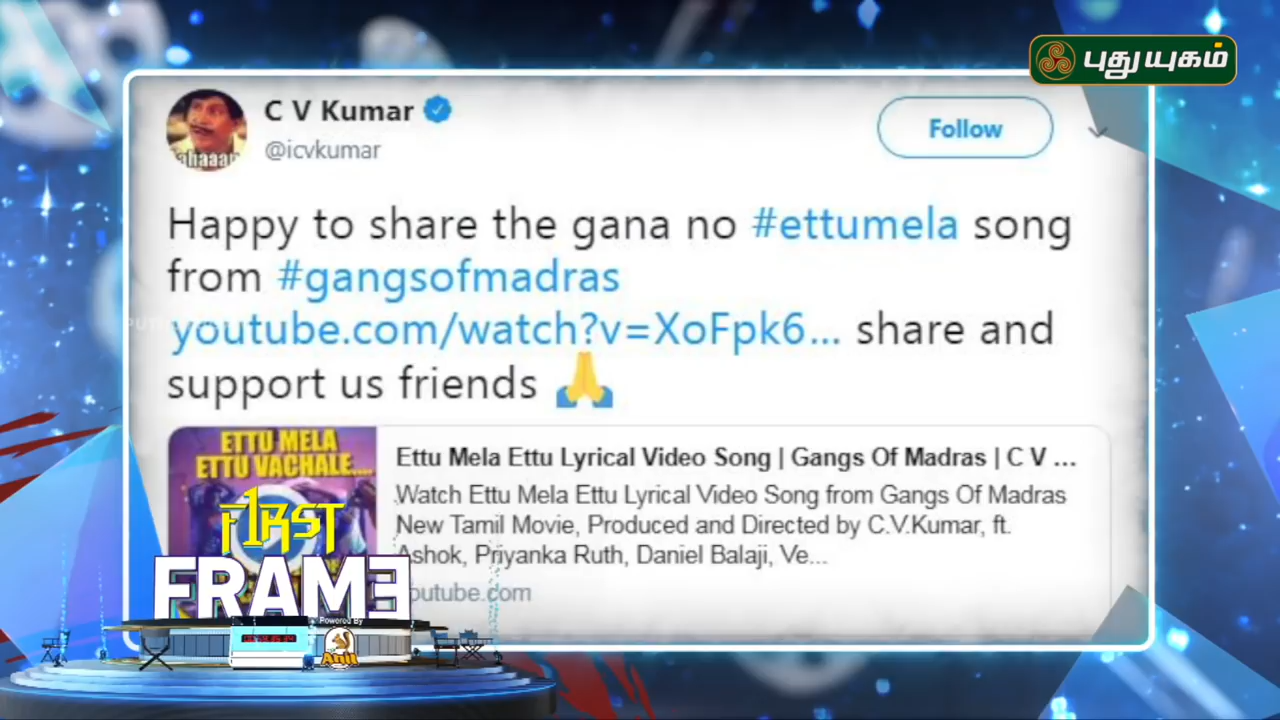 புதுயுகம்
C V Kumar
@icvkumar
Follow
Happy to share the gana no #ettumela song
from #gangsofmadras
youtube.com/watch?v=XoFpk6... share and
support us friends 🙏
ETTU MELA
ETTU VACHALE....
Ettu Mela Ettu Lyrical Video Song | Gangs Of Madras | C V ...
Watch Ettu Mela Ettu Lyrical Video Song from Gangs Of Madras
New Tamil Movie, Produced and Directed by C.V.Kumar, ft.
Ashok, Priyanka Ruth, Daniel Balaji, Ve...
outube.com
F1RST
FRAME
Powered By
Anil